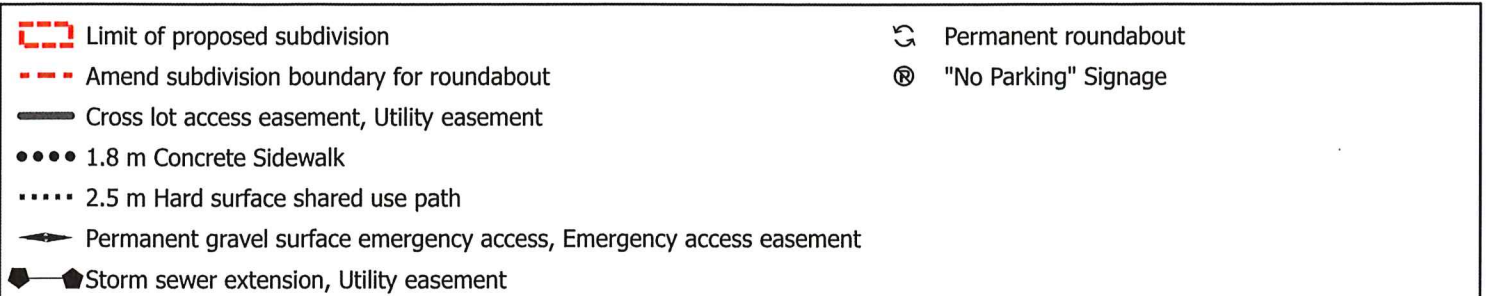 Limit of proposed subdivision
Amend subdivision boundary for roundabout
Cross lot access easement, Utility easement
1.8 m Concrete Sidewalk
2.5 m Hard surface shared use path
Permanent gravel surface emergency access, Emergency access easement
Storm sewer extension, Utility easement
Permanent roundabout
® "No Parking" Signage